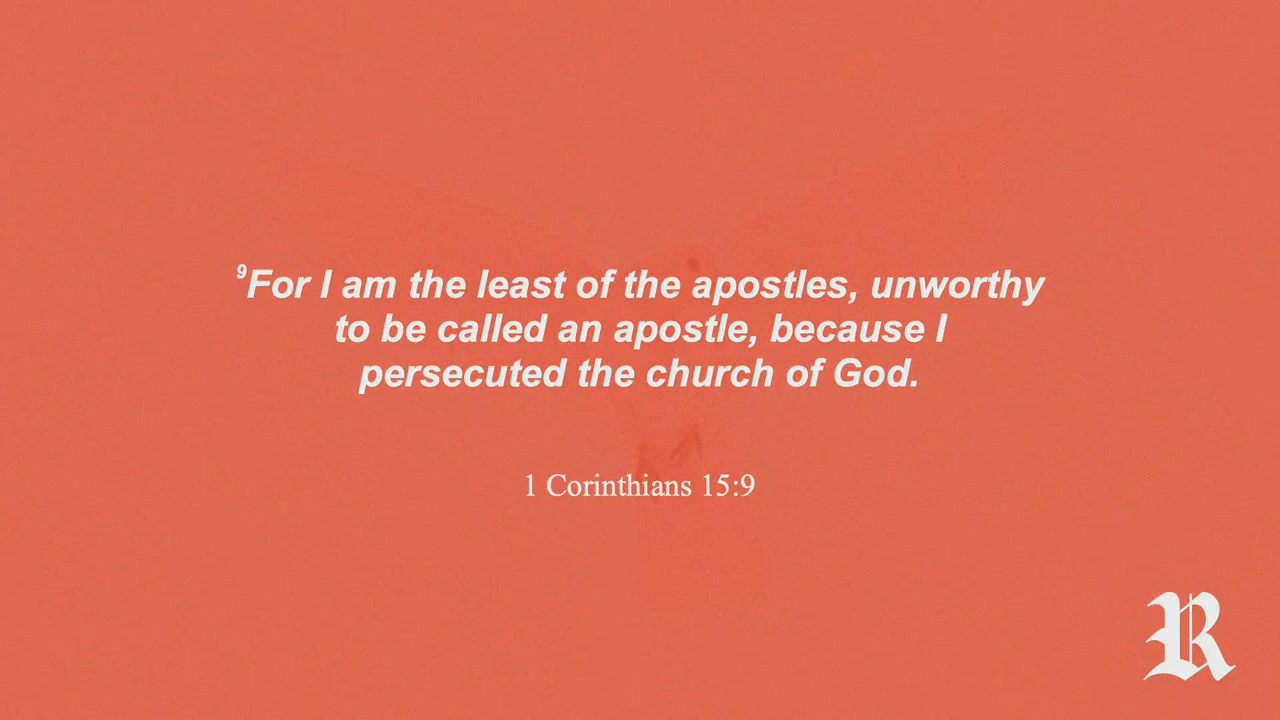 ⁹For I am the least of the apostles, unworthy
to be called an apostle, because I
persecuted the church of God.
1 Corinthians 15:9
R